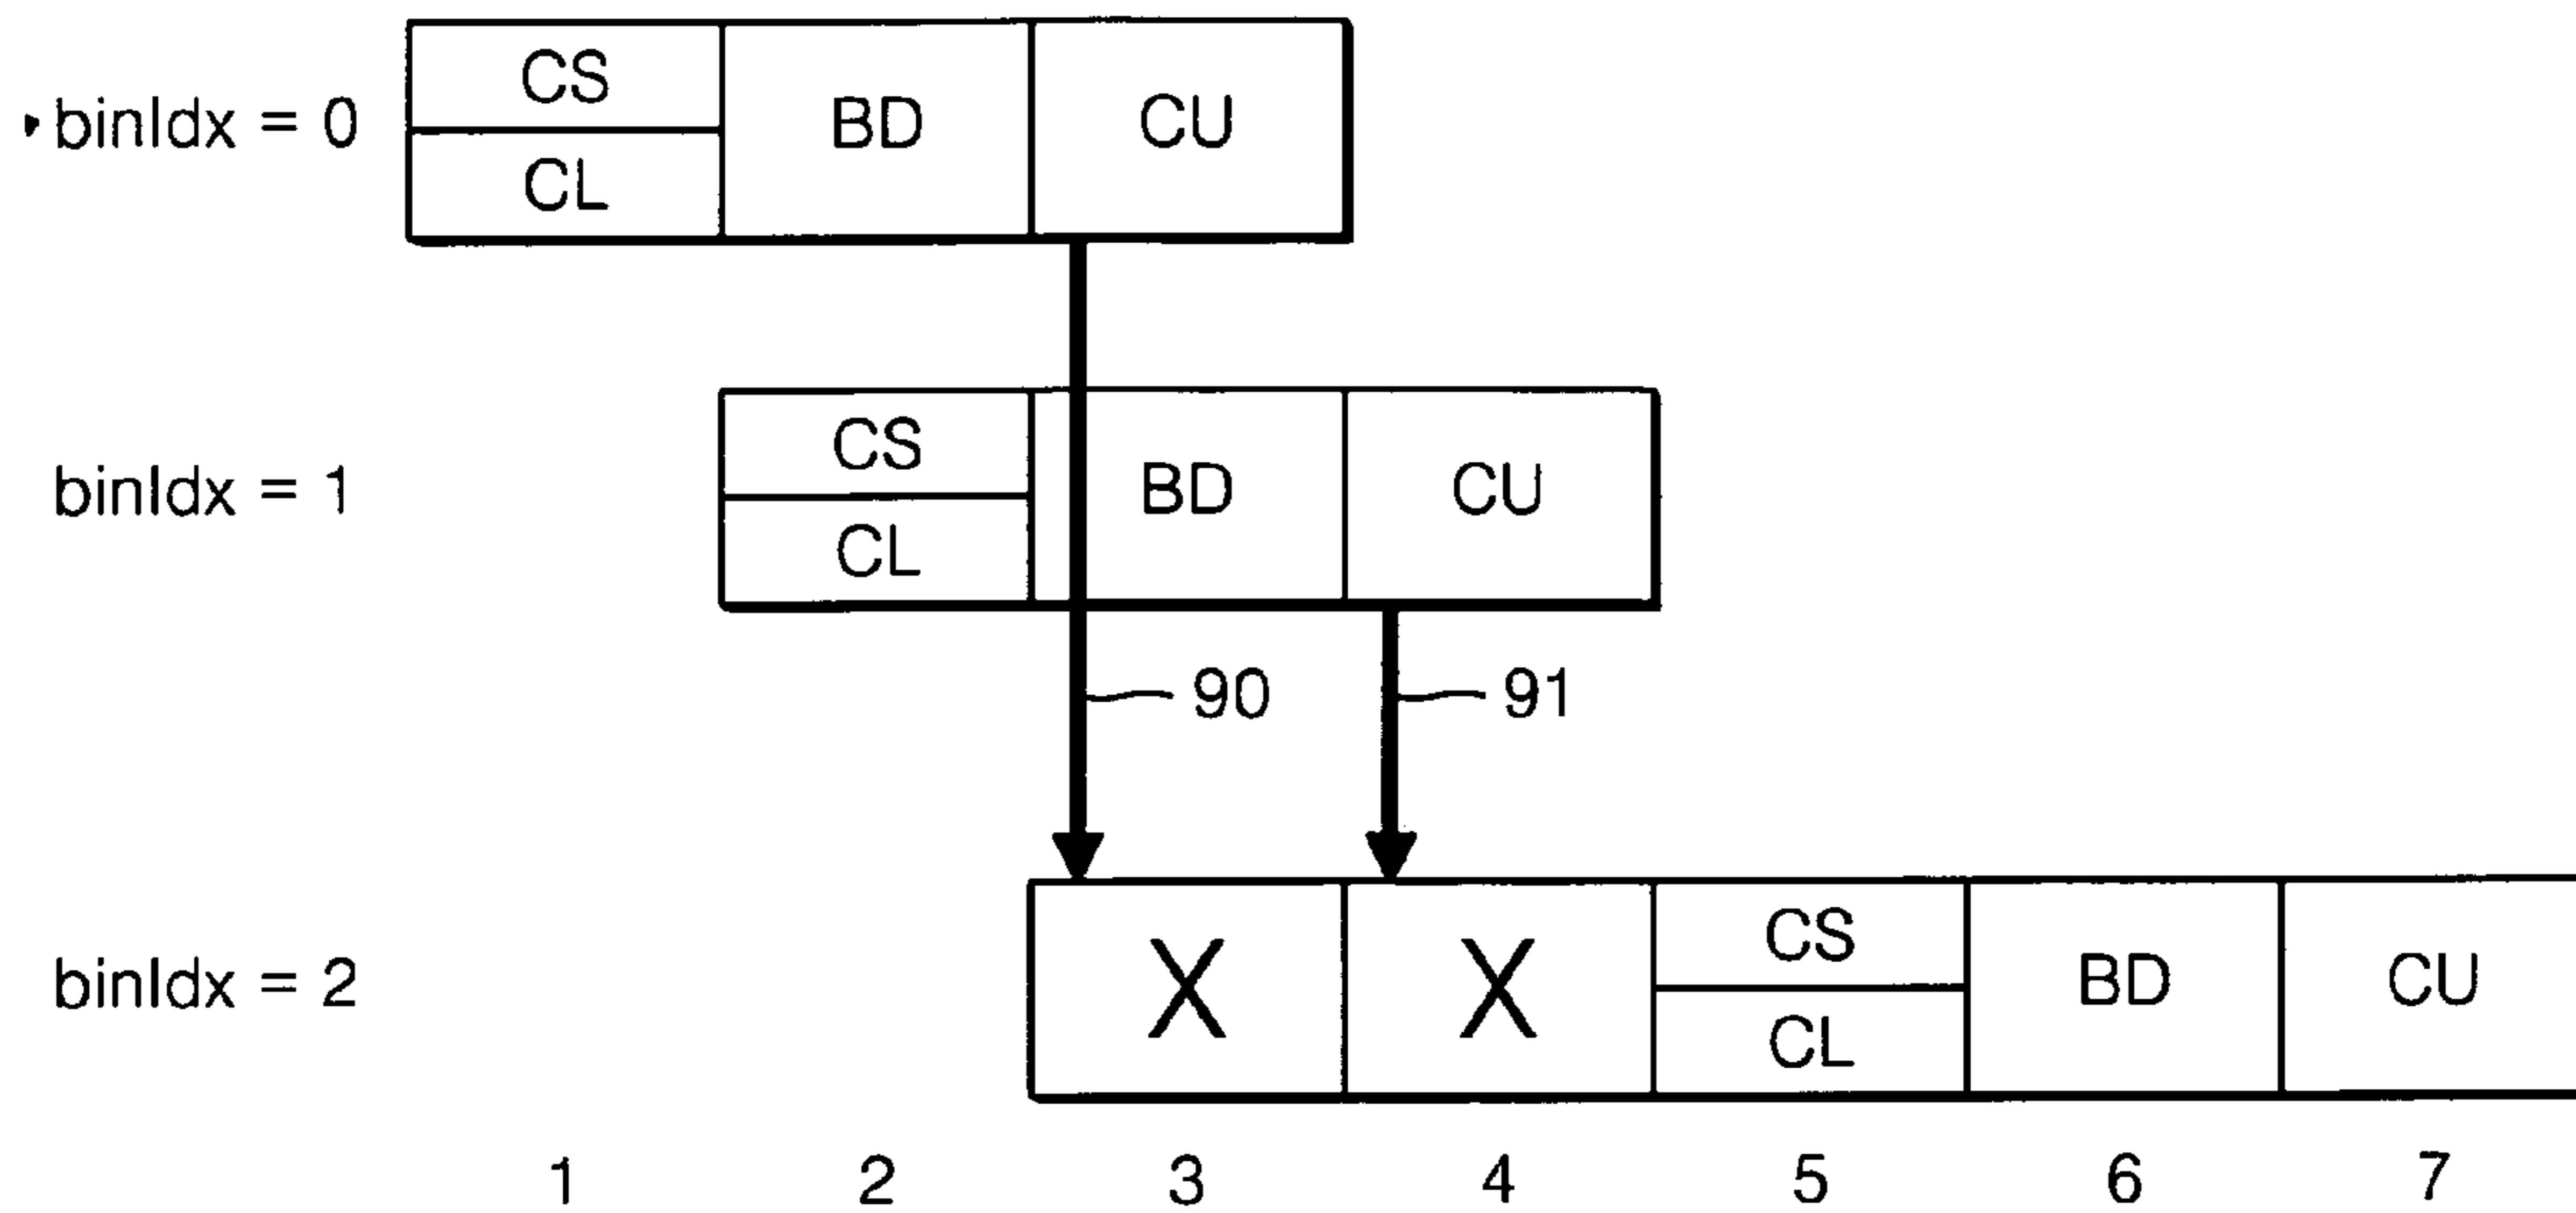 binIdx = 0 CS BD CU
CL
binIdx = 1 CS BD CU
CL
90 91
binIdx = 2 X X CS BD CU
CL
1 2 3 4 5 6 7